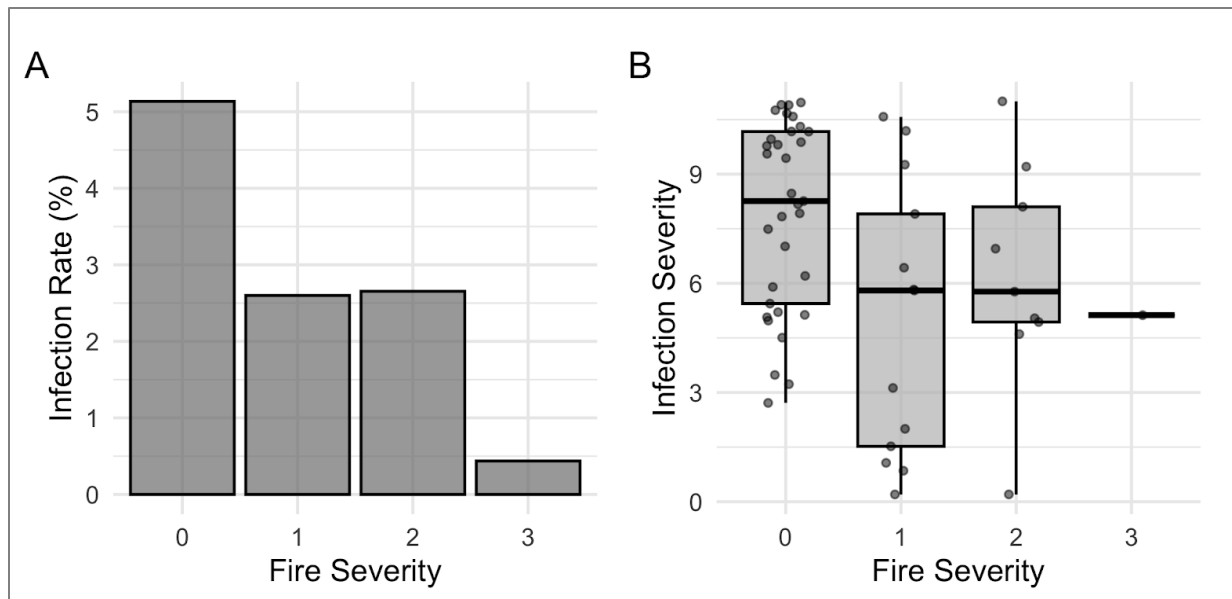 A
Infection Rate (%)
5
4
3
2
1
0
0 1 2 3
Fire Severity
B
Infection Severity
9
6
3
0
0 1 2 3
Fire Severity